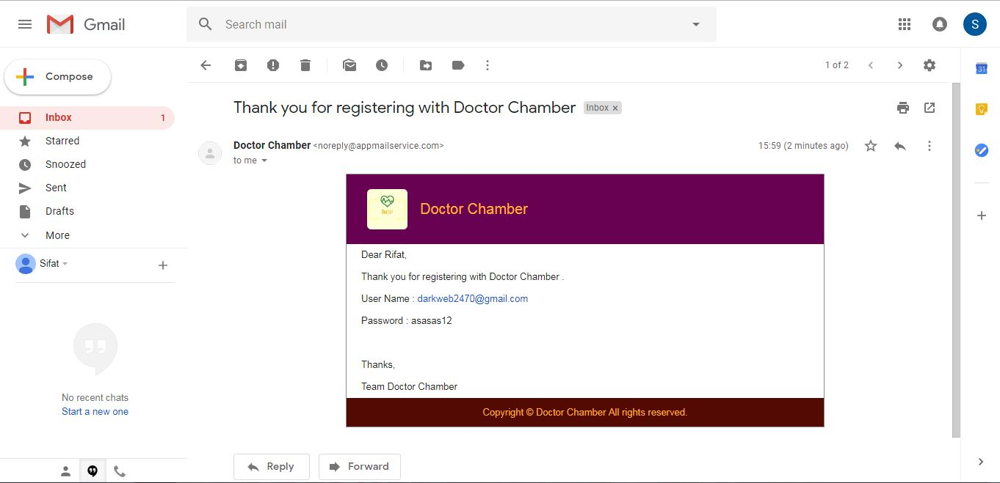 Gmail
Search mail
S
Compose
1 of 2
31
Inbox 1
Starred
Snoozed
Sent
Drafts
More
Sifat
No recent chats
Start a new one
Thank you for registering with Doctor Chamber Inbox x
Doctor Chamber <noreply@appmailservice.com> 15:59 (2 minutes ago)
to me
Doctor
Doctor Chamber
Dear Rifat,
Thank you for registering with Doctor Chamber .
User Name : darkweb2470@gmail.com
Password : asasas12
Thanks,
Team Doctor Chamber
Copyright © Doctor Chamber All rights reserved.
Reply Forward